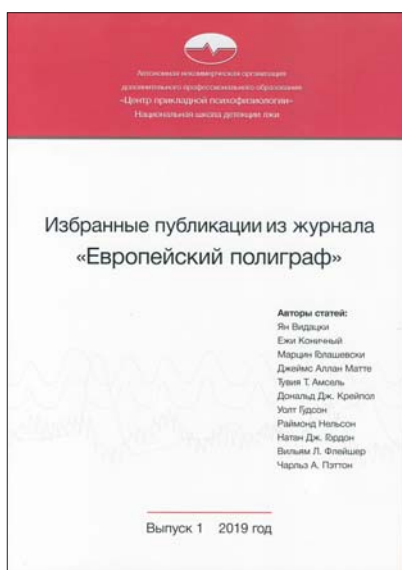 Автономная некоммерческая организация
дополнительного профессионального образования
«Центр прикладной психофизиологии»
Национальная школа детекции лжи
Избранные публикации из журнала
«Европейский полиграф»
Авторы статей:
Ян Видацки
Ежи Коничный
Марцин Голашевски
Джеймс Аллан Матте
Тувия Т. Амсель
Дональд Дж. Крейпол
Уолт Гудсон
Раймонд Нельсон
Натан Дж. Гордон
Вильям Л. Флейшер
Чарльз А. Пэттон
Выпуск 1 2019 год